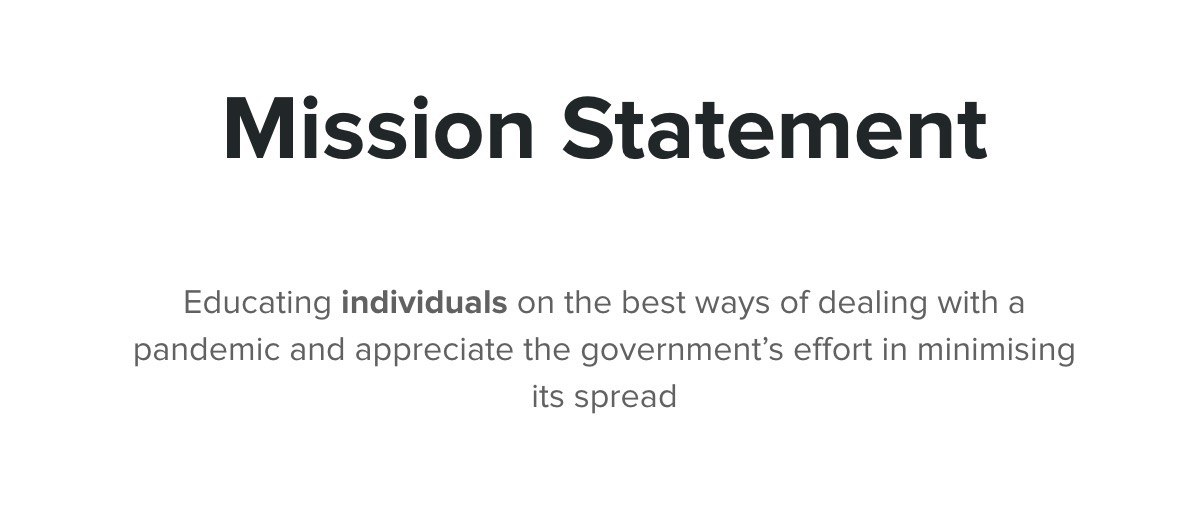 Mission Statement
Educating individuals on the best ways of dealing with a
pandemic and appreciate the government’s effort in minimising
its spread